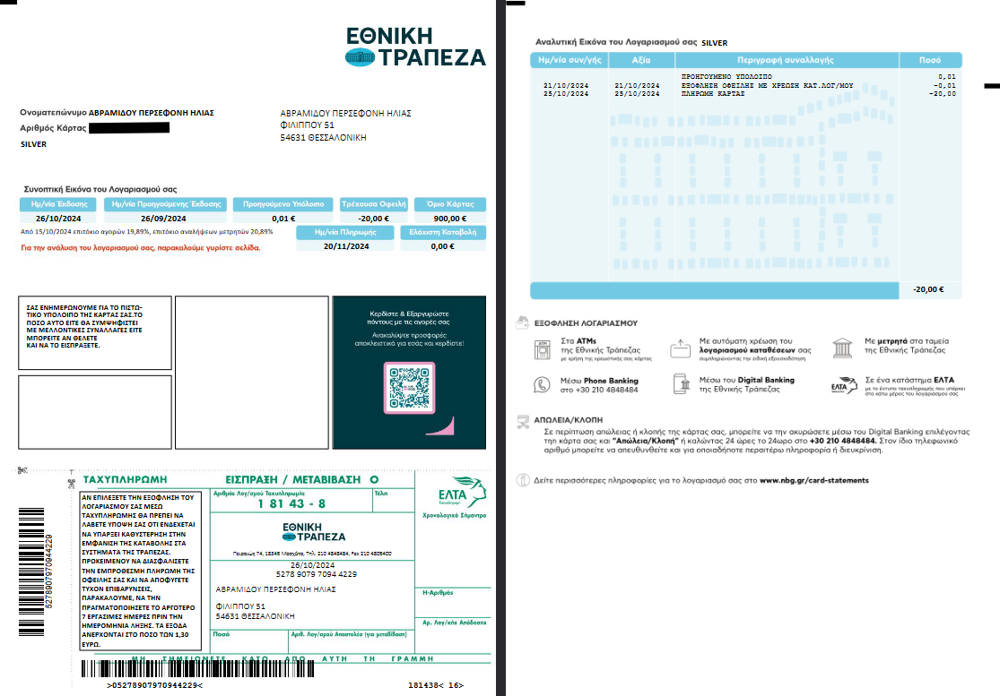 ΕΘΝΙΚΗ
ΤΡΑΠΕΖΑ
Ονοματεπώνυμο ΑΒΡΑΜΙΔΟΥ ΠΕΡΣΕΦΟΝΗ ΗΛΙΑΣ
Αριθμός Κάρτας
SILVER
ΑΒΡΑΜΙΔΟΥ ΠΕΡΣΕΦΟΝΗ ΗΛΙΑΣ
ΦΙΛΙΠΠΟΥ 51
54631 ΘΕΣΣΑΛΟΝΙΚΗ
Συνοπτική Εικόνα του Λογαριασμού σας
Ημ/νία Έκδοσης Ημ/νία Προηγούμενης Έκδοσης Προηγούμενο Υπόλοιπο Τρέχουσα Οφειλή Όριο Κάρτας
26/10/2024 26/09/2024 0,01 € -20,00 € 900,00 €
Από 15/10/2024 επιτόκιο αγορών 19,89%, επιτόκιο αναλήψεων μετρητών 20,89%
Ημ/νία Πληρωμής Ελάχιστη Καταβολή
20/11/2024 0,00 €
Για την ανάλυση του λογαριασμού σας, παρακαλούμε γυρίστε σελίδα.
ΣΑΣ ΕΝΗΜΕΡΩΝΟΥΜΕ ΓΙΑ ΤΟ ΠΙΣΤΩ-
ΤΙΚΟ ΥΠΟΛΟΙΠΟ ΤΗΣ ΚΑΡΤΑΣ ΣΑΣ.ΤΟ
ΠΟΣΟ ΑΥΤΟ ΕΙΤΕ ΘΑ ΣΥΜΨΗΦΙΣΤΕΙ
ΜΕ ΜΕΛΛΟΝΤΙΚΕΣ ΣΥΝΑΛΛΑΓΕΣ ΕΙΤΕ
ΜΠΟΡΕΙΤΕ ΑΝ ΘΕΛΕΤΕ
ΚΑΙ ΝΑ ΤΟ ΕΙΣΠΡΑΞΕΤΕ.
Κερδίστε & Εξαργυρώστε
πόντους με τις αγορές σας
Ανακαλύψτε προσφορές
αποκλειστικά για εσάς και κερδίστε!
ΤΑΧΥΠΛΗΡΩΜΗ
ΑΝ ΕΠΙΛΕΞΕΤΕ ΤΗΝ ΕΞΟΦΛΗΣΗ ΤΟΥ
ΛΟΓΑΡΙΑΣΜΟΥ ΣΑΣ ΜΕΣΩ
ΤΑΧΥΠΛΗΡΩΜΗΣ ΘΑ ΠΡΕΠΕΙ ΝΑ
ΛΑΒΕΤΕ ΥΠΟΨΗ ΣΑΣ ΟΤΙ ΕΝΔΕΧΕΤΑΙ
ΝΑ ΥΠΑΡΞΕΙ ΚΑΘΥΣΤΕΡΗΣΗ ΣΤΗΝ
ΕΜΦΑΝΙΣΗ ΤΗΣ ΚΑΤΑΒΟΛΗΣ ΣΤΑ
ΣΥΣΤΗΜΑΤΑ ΤΗΣ ΤΡΑΠΕΖΑΣ.
ΠΡΟΚΕΙΜΕΝΟΥ ΝΑ ΔΙΑΣΦΑΛΙΣΕΤΕ
ΤΗΝ ΕΜΠΡΟΘΕΣΜΗ ΠΛΗΡΩΜΗ ΤΗΣ
ΟΦΕΙΛΗΣ ΣΑΣ ΚΑΙ ΝΑ ΑΠΟΦΥΓΕΤΕ
ΤΥΧΟΝ ΕΠΙΒΑΡΥΝΣΕΙΣ,
ΠΑΡΑΚΑΛΟΥΜΕ, ΝΑ ΤΗΝ
ΠΡΑΓΜΑΤΟΠΟΙΗΣΕΤΕ ΤΟ ΑΡΓΟΤΕΡΟ
7 ΕΡΓΑΣΙΜΕΣ ΗΜΕΡΕΣ ΠΡΙΝ ΤΗΝ
ΗΜΕΡΟΜΗΝΙΑ ΛΗΞΗΣ. ΤΑ ΕΞΟΔΑ
ΑΝΕΡΧΟΝΤΑΙ ΣΤΟ ΠΟΣΟ ΤΩΝ 1,30
ΕΥΡΩ.
5278907970944229
ΕΙΣΠΡΑΞΗ / ΜΕΤΑΒΙΒΑΣΗ Ο
Αριθμός Λογ/σμού Ταχυπληρωμής Τέλη
1 81 43 - 8
ΕΛΤΑ
Χρονολογικό Σήμαντρο
ΕΘΝΙΚΗ
ΤΡΑΠΕΖΑ
Πειραιώς 74, 18346 Μοσχάτο, Τηλ. 210 4848484, Fax 210 4806400
26/10/2024
5278 9079 7094 4229
ΑΒΡΑΜΙΔΟΥ ΠΕΡΣΕΦΟΝΗ ΗΛΙΑΣ
ΦΙΛΙΠΠΟΥ 51
54631 ΘΕΣΣΑΛΟΝΙΚΗ
Η-Αριθμός
Αρ. Λογ/κής Απόδοσης
Ποσό Αριθ. Λογ/σμού Αποστολέα (για μεταβίβαση)
ΜΗ ΣΗΜΕΙΩΝΕΤΕ ΚΑΤΩ ΑΠΟ ΑΥΤΗ ΤΗ ΓΡΑΜΜΗ
>05278907970944229< 181438< 16>
Αναλυτική Εικόνα του Λογαριασμού σας SILVER
Ημ/νία συν/γής Αξία Περιγραφή συναλλαγής Ποσό
ΠΡΟΗΓΟΥΜΕΝΟ ΥΠΟΛΟΙΠΟ 0,01
21/10/2024 21/10/2024 ΕΞΟΦΛΗΣΗ ΟΦΕΙΛΗΣ ΜΕ ΧΡΕΩΣΗ ΚΑΤ.ΛΟΓ/ΜΟΥ -0,01
25/10/2024 25/10/2024 ΠΛΗΡΩΜΗ ΚΑΡΤΑΣ -20,00
-20,00 €
ΕΞΟΦΛΗΣΗ ΛΟΓΑΡΙΑΣΜΟΥ
ATM
Στα ATMs
της Εθνικής Τράπεζας
με χρήση της χρεωστικής σας κάρτας
Με αυτόματη χρέωση του
λογαριασμού καταθέσεων σας
συμπληρώνοντας την ειδική εξουσιοδότηση
Με μετρητά στα ταμεία
της Εθνικής Τράπεζας
Μέσω Phone Banking
στο +30 210 4848484
Μέσω του Digital Banking
της Εθνικής Τράπεζας
ΕΛΤΑ
Σε ένα κατάστημα ΕΛΤΑ
με το έντυπο ταχυπληρωμής που υπάρχει
στο κάτω μέρος του λογαριασμού σας
ΑΠΩΛΕΙΑ/ΚΛΟΠΗ
Σε περίπτωση απώλειας ή κλοπής της κάρτας σας, μπορείτε να την ακυρώσετε μέσω του Digital Banking επιλέγοντας
την κάρτα σας και "Απώλεια/Κλοπή" ή καλώντας 24 ώρες το 24ωρο στο +30 210 4848484. Στον ίδιο τηλεφωνικό
αριθμό μπορείτε να απευθυνθείτε και για οποιαδήποτε περαιτέρω πληροφορία ή διευκρίνιση.
Δείτε περισσότερες πληροφορίες για το λογαριασμό σας στο www.nbg.gr/card-statements